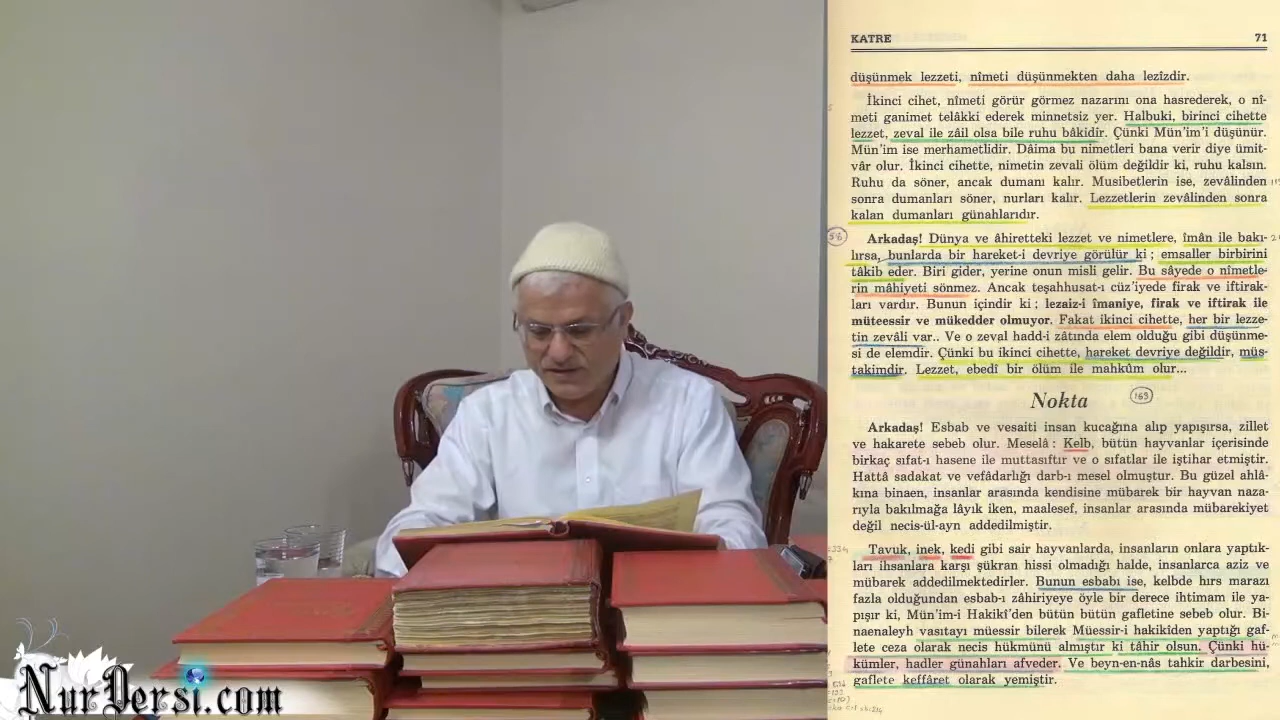 KATRE 71
düşünmek lezzeti, nîmeti düşünmekten daha lezîzdir.
İkinci cihet, nîmeti görür görmez nazarını ona hasrederek, o nî-
meti ganimet telâkki ederek minnetsiz yer. Halbuki, birinci cihette
lezzet, zeval ile zâil olsa bile ruhu bâkidir. Çünki Mün'im'i düşünür.
Mün'im ise merhametlidir. Dâima bu nimetleri bana verir diye ümit-
vâr olur. İkinci cihette, nimetin zevali ölüm değildir ki, ruhu kalsın.
Ruhu da söner, ancak dumanı kalır. Musibetlerin ise, zevâlinden
sonra dumanları söner, nurları kalır. Lezzetlerin zevâlinden sonra
kalan dumanları günahlarıdır.
56
Arkadaş! Dünya ve âhiretteki lezzet ve nimetlere, îmân ile bakı-
lırsa, bunlarda bir hareket-i devriye görülür ki; emsaller birbirini
tâkib eder. Biri gider, yerine onun misli gelir. Bu sâyede o nîmetle-
rin mâhiyeti sönmez. Ancak teşahhusat-ı cüz'iyede firak ve iftirak-
ları vardır. Bunun içindir ki; lezaiz-i îmaniye, firak ve iftirak ile
müteessir ve mükedder olmuyor. Fakat ikinci cihette, her bir lezze-
tin zevâli var.. Ve o zeval hadd-i zâtında elem olduğu gibi düşünme-
si de elemdir. Çünki bu ikinci cihette, hareket devriye değildir, müs-
takimdir. Lezzet, ebedî bir ölüm ile mahkûm olur...
Nokta 163
Arkadaş! Esbab ve vesaiti insan kucağına alıp yapışırsa, zillet
ve hakarete sebeb olur. Meselâ: Kelb, bütün hayvanlar içerisinde
birkaç sıfat-ı hasene ile muttasıftır ve o sıfatlar ile iştihar etmiştir.
Hattâ sadakat ve vefâdarlığı darb-ı mesel olmuştur. Bu güzel ahlâ-
kına binaen, insanlar arasında kendisine mübarek bir hayvan naza-
rıyla bakılmağa lâyık iken, maalesef, insanlar arasında mübarekiyet
değil necis-ül-ayn addedilmiştir.
Tavuk, inek, kedi gibi sair hayvanlarda, insanların onlara yaptık-
ları ihsanlara karşı şükran hissi olmadığı halde, insanlarca aziz ve
mübarek addedilmektedirler. Bunun esbabı ise, kelbde hırs marazı
fazla olduğundan esbab-ı zâhiriyeye öyle bir derece ihtimam ile ya-
pışır ki, Mün'im-i Hakikî'den bütün bütün gafletine sebeb olur. Bi-
naenaleyh vasıtayı müessir bilerek Müessir-i hakikiden yaptığı gaf-
lete ceza olarak necis hükmünü almıştır ki tâhir olsun. Çünki hü-
kümler, hadler günahları afveder. Ve beyn-en-nâs tahkir darbesini,
gaflete keffâret olarak yemiştir.
NurDersi.com